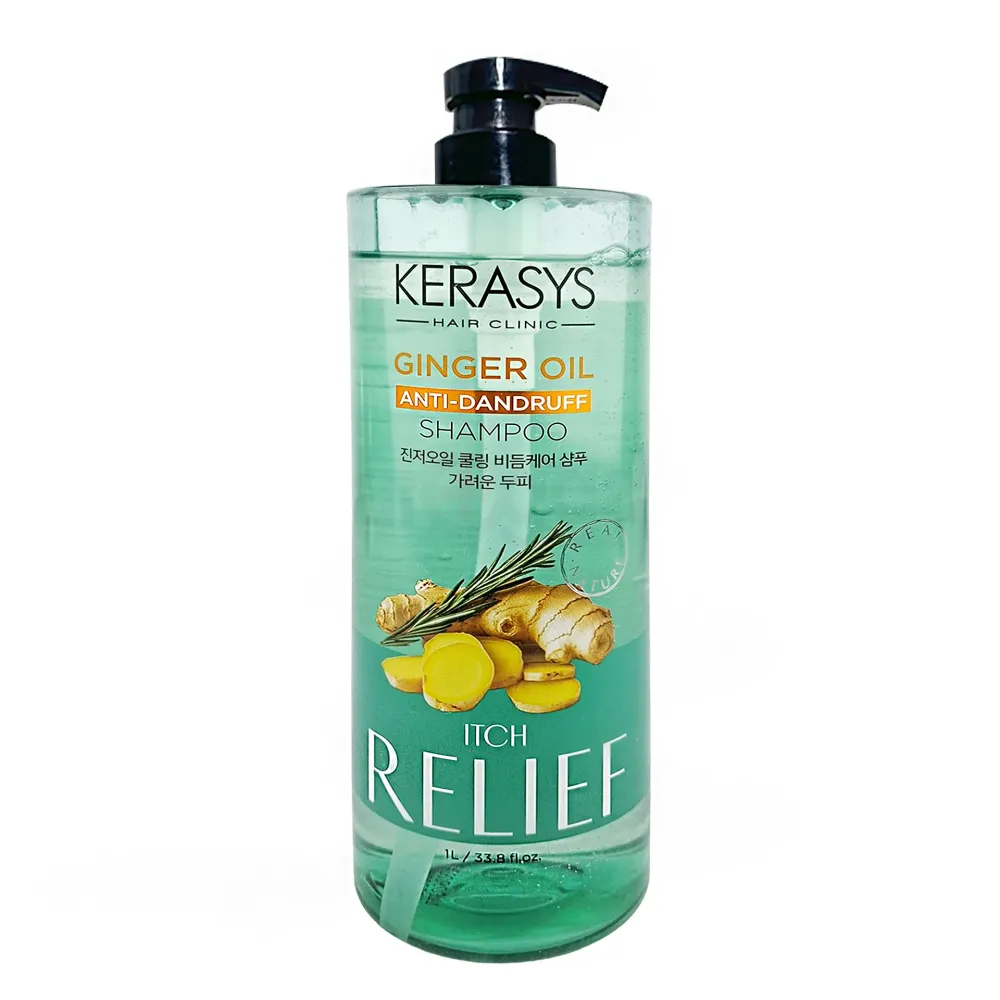 KERASYS
HAIR CLINIC
GINGER OIL
ANTI-DANDRUFF
SHAMPOO
진저오일 쿨링 비듬케어 샴푸
가려운 두피
ITCH
RELIEF
1L / 33.8 fl.oz.